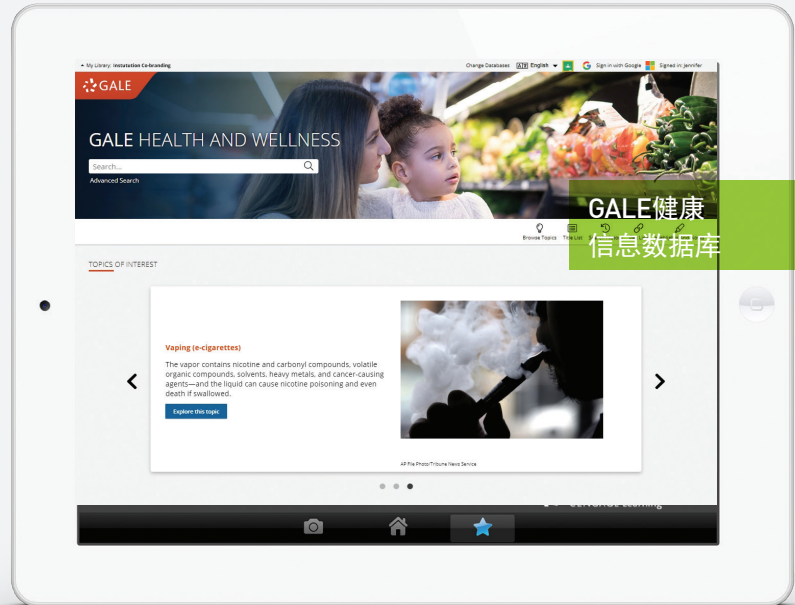 My Library: Instutution Co-branding
Change Databases
English
Sign in with Google
Signed in: Jennifer
GALE
GALE HEALTH AND WELLNESS
Search...
Advanced Search
GALE健康
信息数据库
Browse Topics
Title List
TOPICS OF INTEREST
Vaping (e-cigarettes)
The vapor contains nicotine and carbonyl compounds, volatile
organic compounds, solvents, heavy metals, and cancer-causing
agents—and the liquid can cause nicotine poisoning and even
death if swallowed.
Explore this topic
AP File Photo/Tribune News Service
CENGAGE Learning